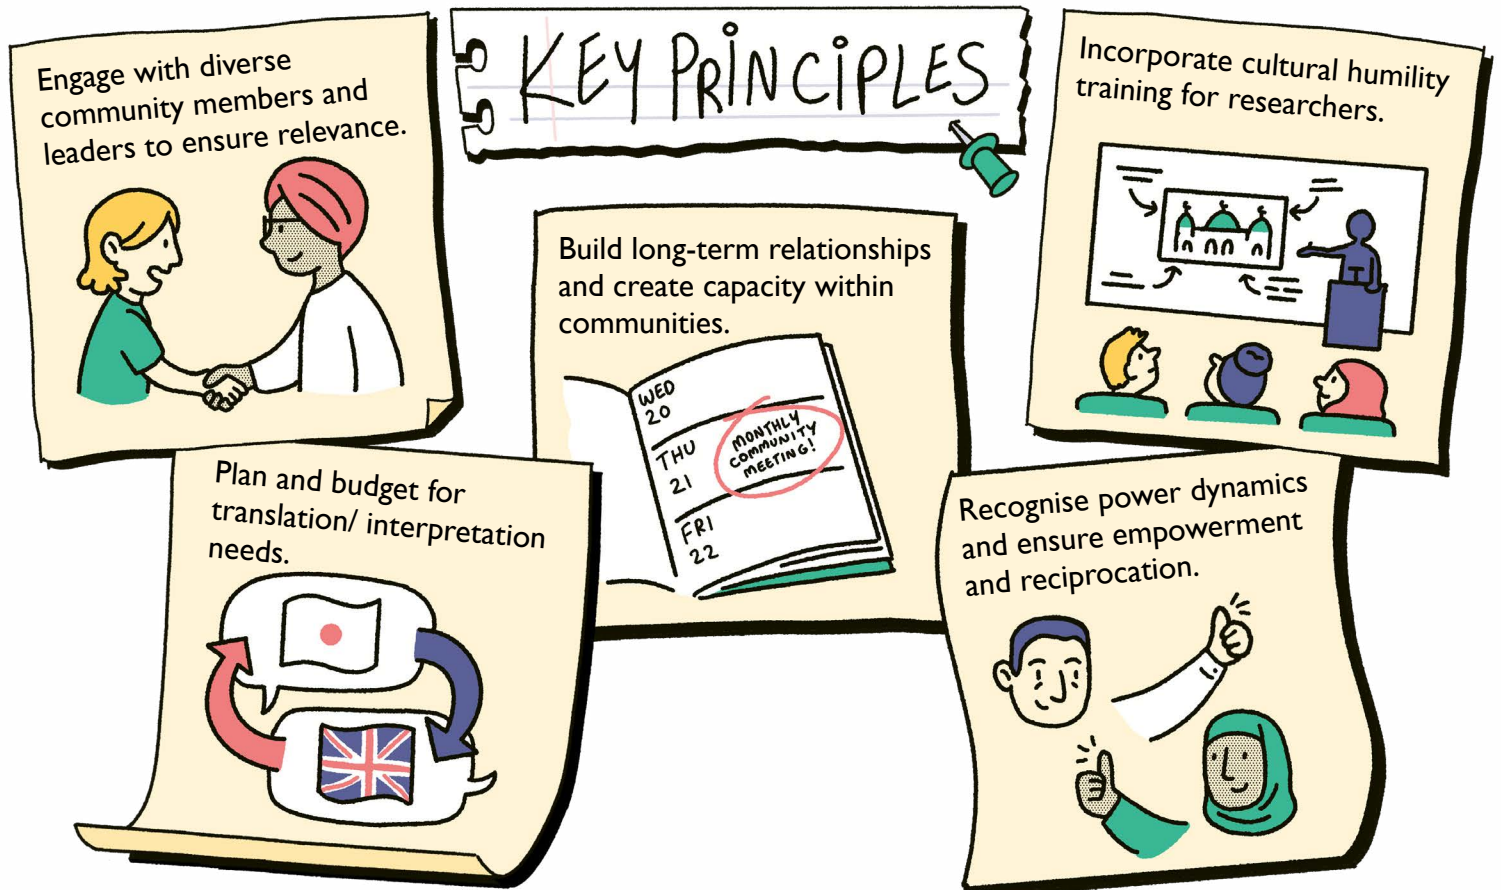 KEY PRINCIPLES
Engage with diverse
community members and
leaders to ensure relevance.
Build long-term relationships
and create capacity within
communities.
WED
20
THU
21
MONTHLY
COMMUNITY
MEETING!
FRI
22
Incorporate cultural humility
training for researchers.
Plan and budget for
translation/ interpretation
needs.
Recognise power dynamics
and ensure empowerment
and reciprocation.